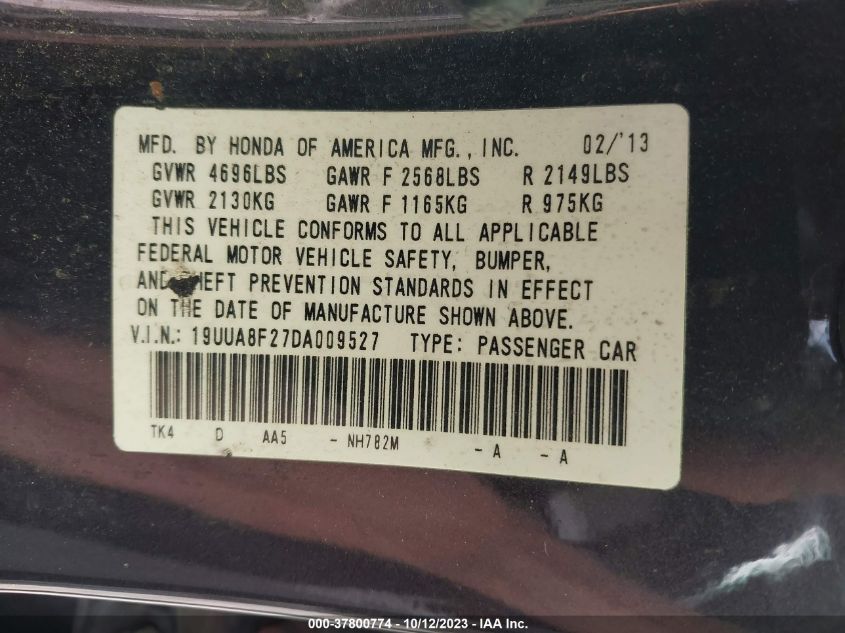 MFD. BY HONDA OF AMERICA MFG., INC. 02/'13
GVWR 4696LBS GAWR F 2568LBS R 2149LBS
GVWR 2130KG GAWR F 1165KG R 975KG
THIS VEHICLE CONFORMS TO ALL APPLICABLE
FEDERAL MOTOR VEHICLE SAFETY, BUMPER,
AND THEFT PREVENTION STANDARDS IN EFFECT
ON THE DATE OF MANUFACTURE SHOWN ABOVE.
V.I.N.: 19UUA8F27DA009527 TYPE: PASSENGER CAR
TK4 D AA5 - NH782M - A - A
000-37800774 - 10/12/2023 - IAA Inc.